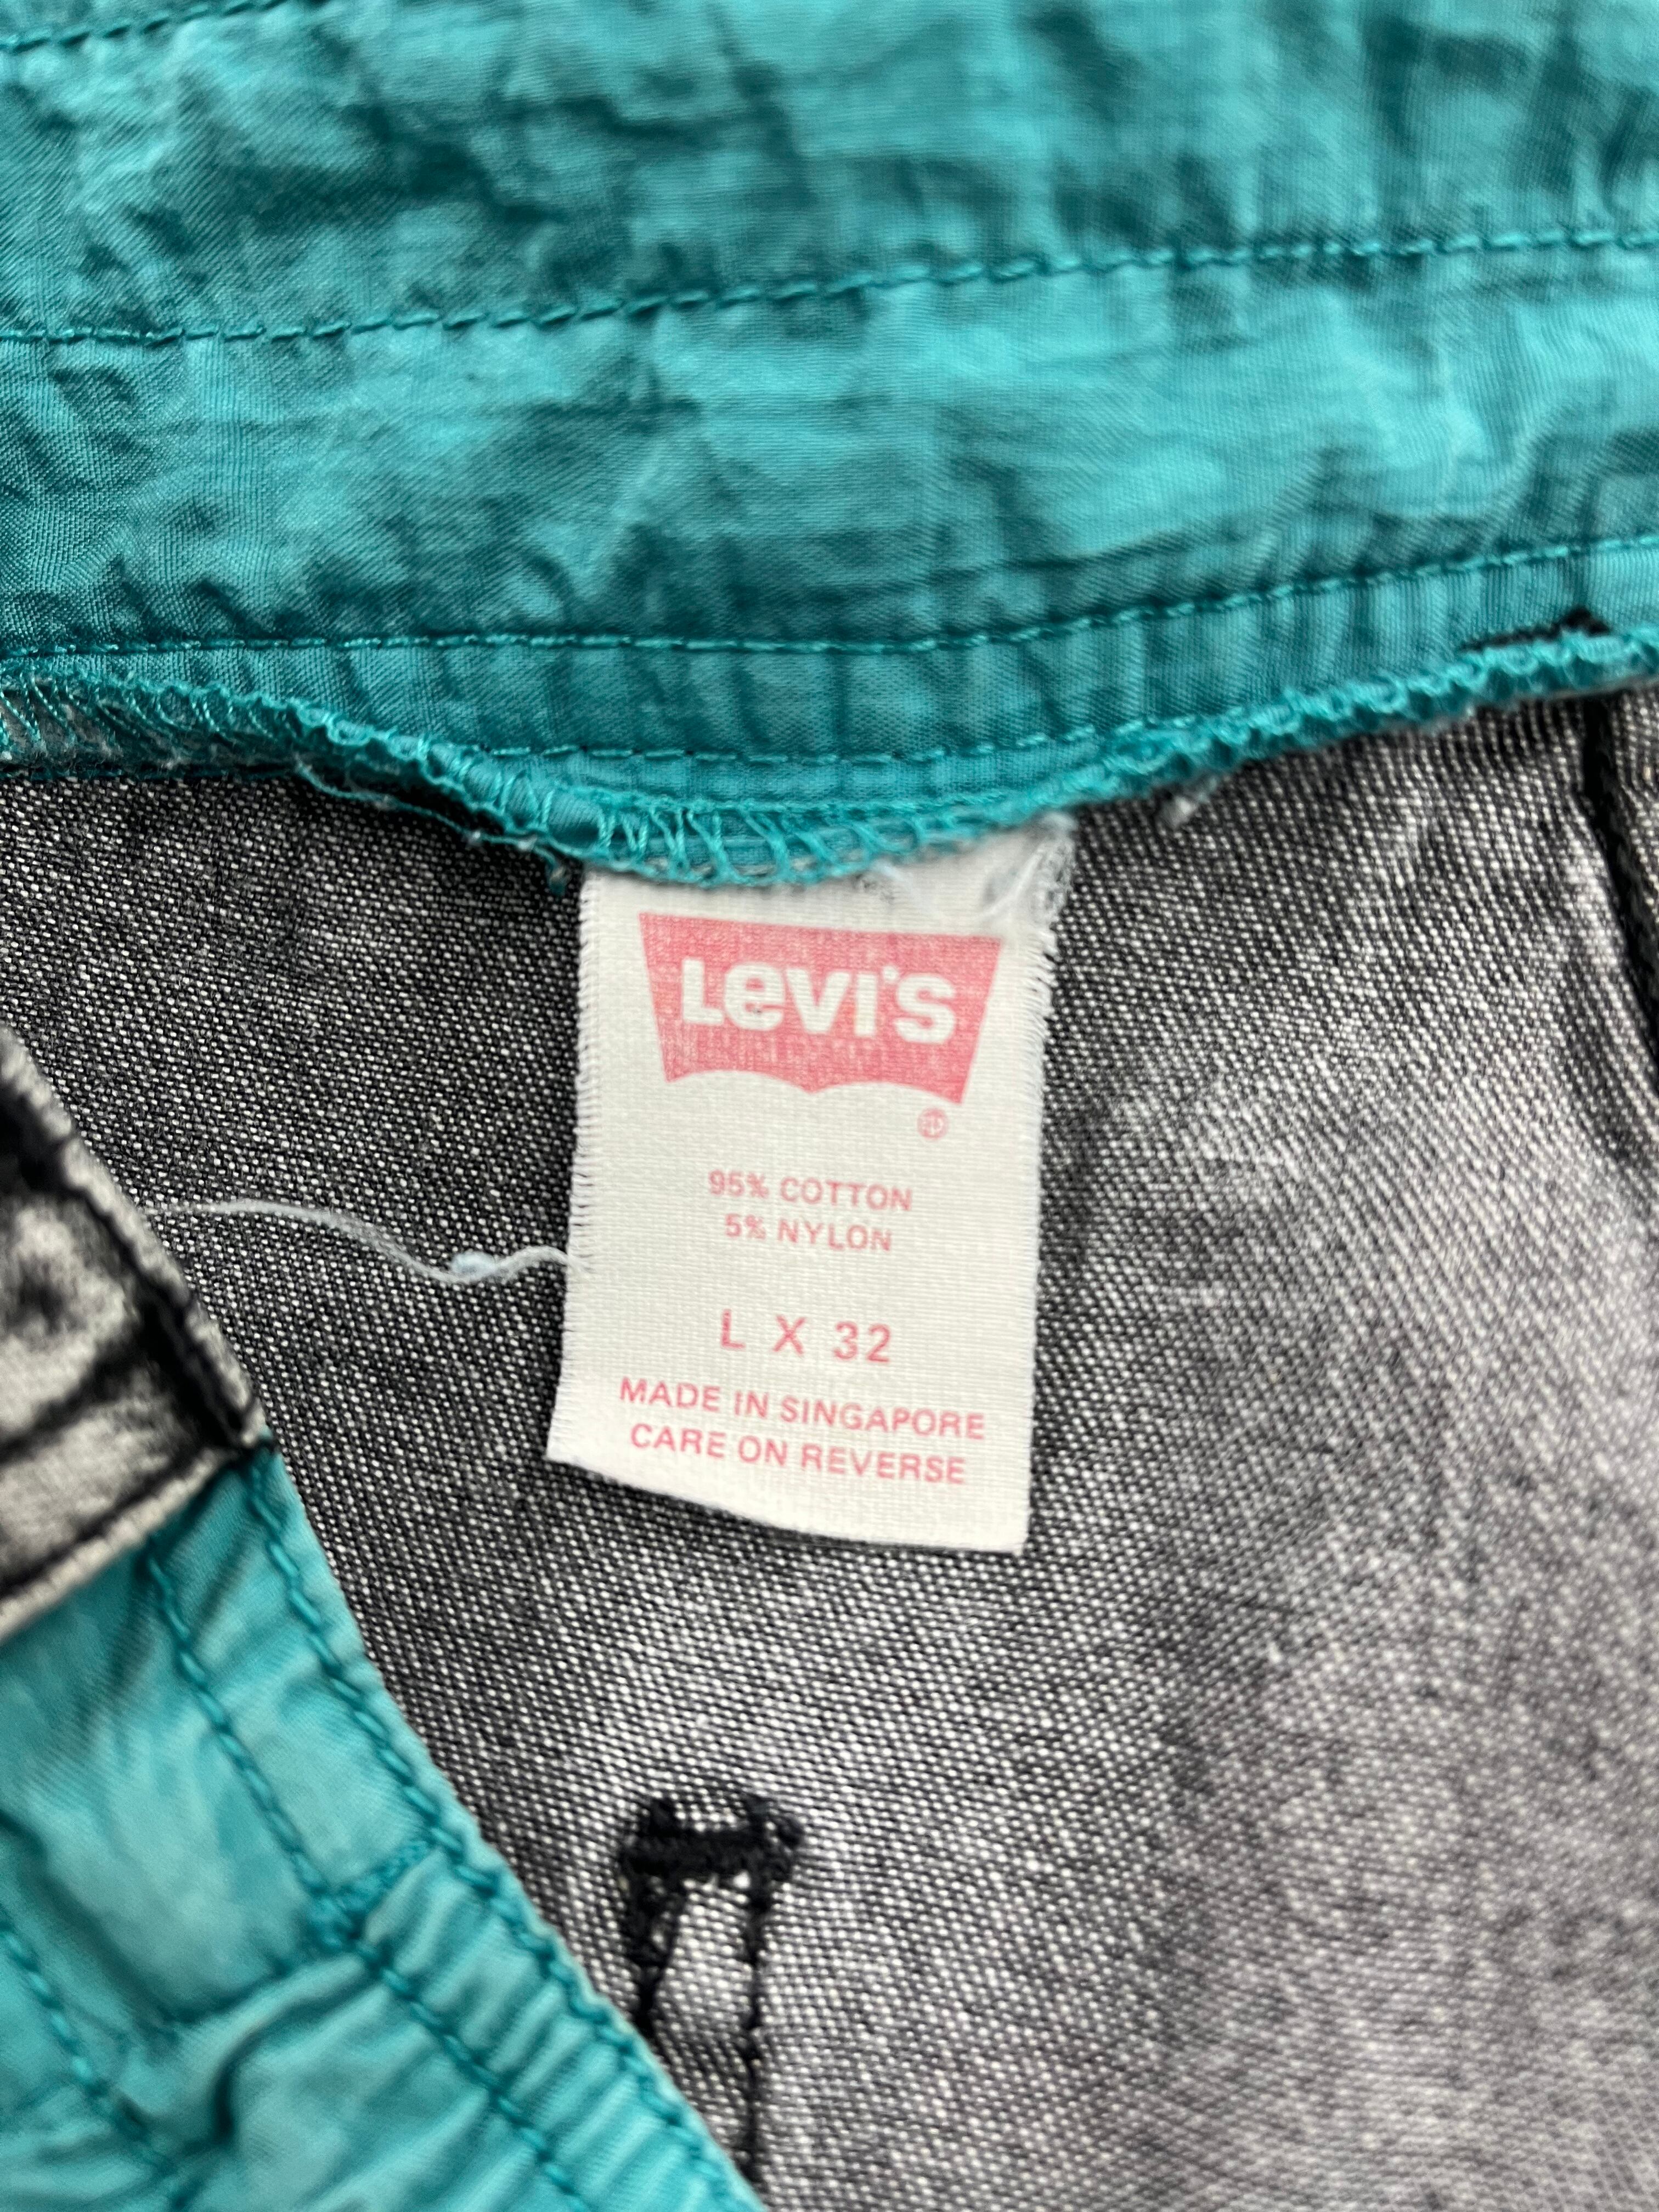 Levi's
®
95% COTTON
5% NYLON
L X 32
MADE IN SINGAPORE
CARE ON REVERSE